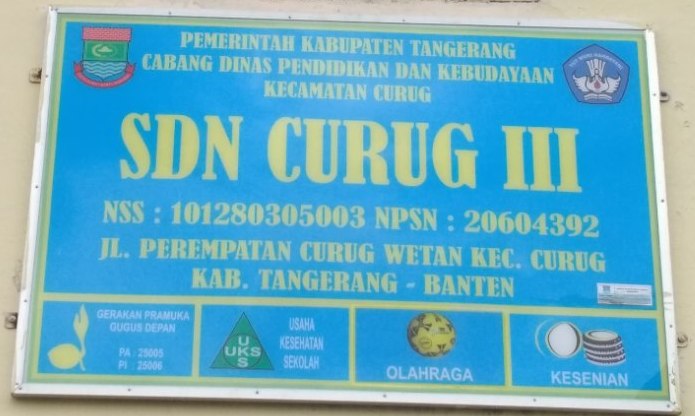 PEMERINTAH KABUPATEN TANGERANG
CABANG DINAS PENDIDIKAN DAN KEBUDAYAAN
KECAMATAN CURUG
SDN CURUG III
NSS : 101280305003 NPSN : 20604392
JL. PEREMPATAN CURUG WETAN KEC. CURUG
KAB. TANGERANG - BANTEN
GERAKAN PRAMUKA
GUGUS DEPAN
PA : 25005
PI : 25006
U
UKS
S
USAHA
KESEHATAN
SEKOLAH
OLAHRAGA
KESENIAN